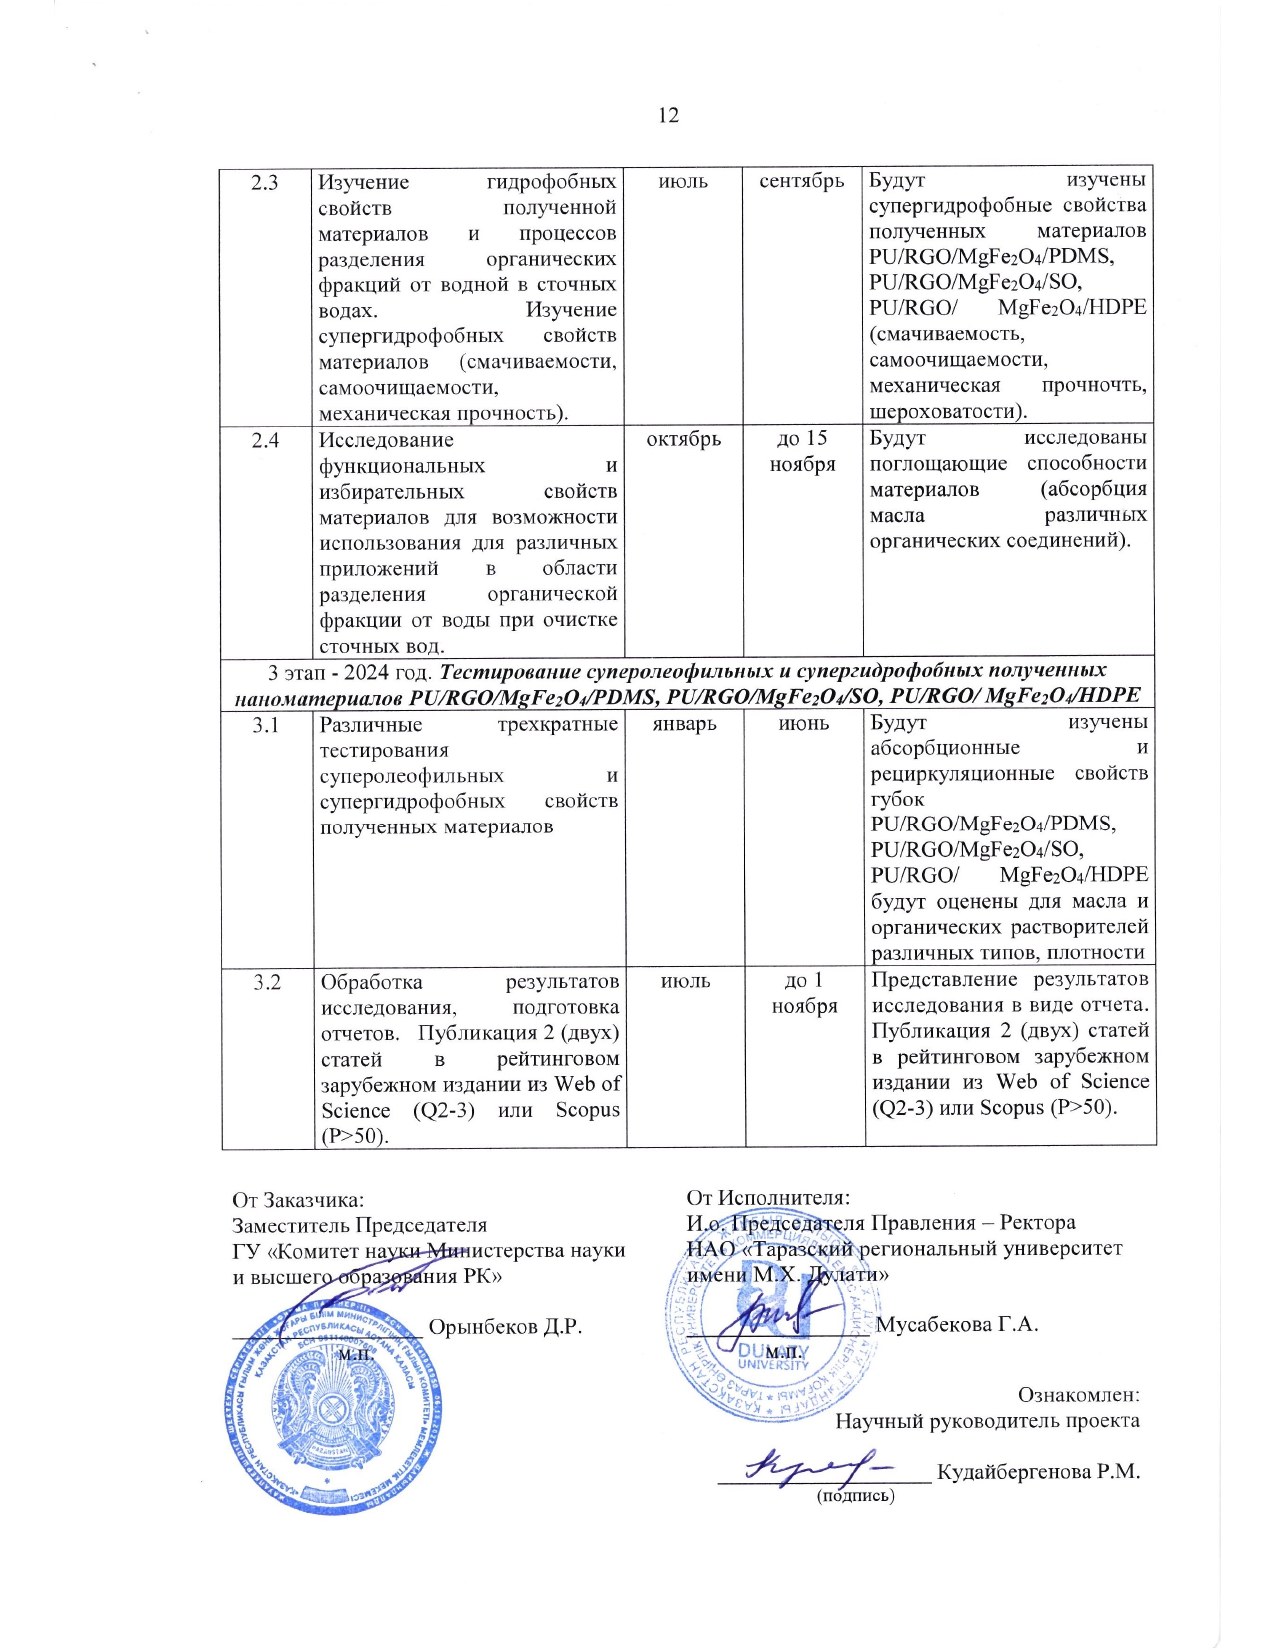 12
2.3
Изучение гидрофобных
свойств полученной
материалов и процессов
разделения органических
фракций от водной в сточных
водах. Изучение
супергидрофобных свойств
материалов (смачиваемости,
самоочищаемости,
механическая прочность).
июль
сентябрь
Будут изучены
супергидрофобные свойства
полученных материалов
PU/RGO/MgFe₂O₄/PDMS,
PU/RGO/MgFe₂O₄/SO,
PU/RGO/ MgFe₂O₄/HDPE
(смачиваемость,
самоочищаемости,
механическая прочночть,
шероховатости).
2.4
Исследование
функциональных и
избирательных свойств
материалов для возможности
использования для различных
приложений в области
разделения органической
фракции от воды при очистке
сточных вод.
октябрь
до 15
ноября
Будут исследованы
поглощающие способности
материалов (абсорбция
масла различных
органических соединений).
3 этап - 2024 год. Тестирование суперолеофильных и супергидрофобных полученных
наноматериалов PU/RGO/MgFe₂O₄/PDMS, PU/RGO/MgFe₂O₄/SO, PU/RGO/ MgFe₂O₄/HDPE
3.1
Различные трехкратные
тестирования
суперолеофильных и
супергидрофобных свойств
полученных материалов
январь
июнь
Будут изучены
абсорбционные и
рециркуляционные свойств
губок
PU/RGO/MgFe₂O₄/PDMS,
PU/RGO/MgFe₂O₄/SO,
PU/RGO/ MgFe₂O₄/HDPE
будут оценены для масла и
органических растворителей
различных типов, плотности
3.2
Обработка результатов
исследования, подготовка
отчетов. Публикация 2 (двух)
статей в рейтинговом
зарубежном издании из Web of
Science (Q2-3) или Scopus
(P>50).
июль
до 1
ноября
Представление результатов
исследования в виде отчета.
Публикация 2 (двух) статей
в рейтинговом зарубежном
издании из Web of Science
(Q2-3) или Scopus (P>50).
От Заказчика:
Заместитель Председателя
ГУ «Комитет науки Министерства науки
и высшего образования РК»
Орынбеков Д.Р.
м.п.
От Исполнителя:
И.о. Председателя Правления – Ректора
НАО «Таразский региональный университет
имени М.Х. Дулати»
Мусабекова Г.А.
м.п.
DULATY
UNIVERSITY
Ознакомлен:
Научный руководитель проекта
Кудайбергенова Р.М.
(подпись)